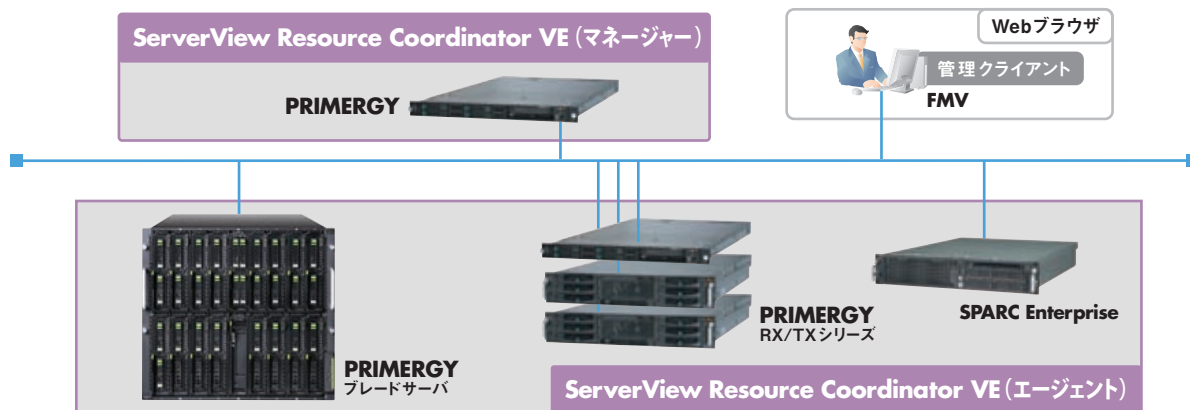 ServerView Resource Coordinator VE（マネージャー）
PRIMERGY
Webブラウザ
管理クライアント
FMV
PRIMERGY
ブレードサーバ
PRIMERGY
RX/TXシリーズ
SPARC Enterprise
ServerView Resource Coordinator VE（エージェント）